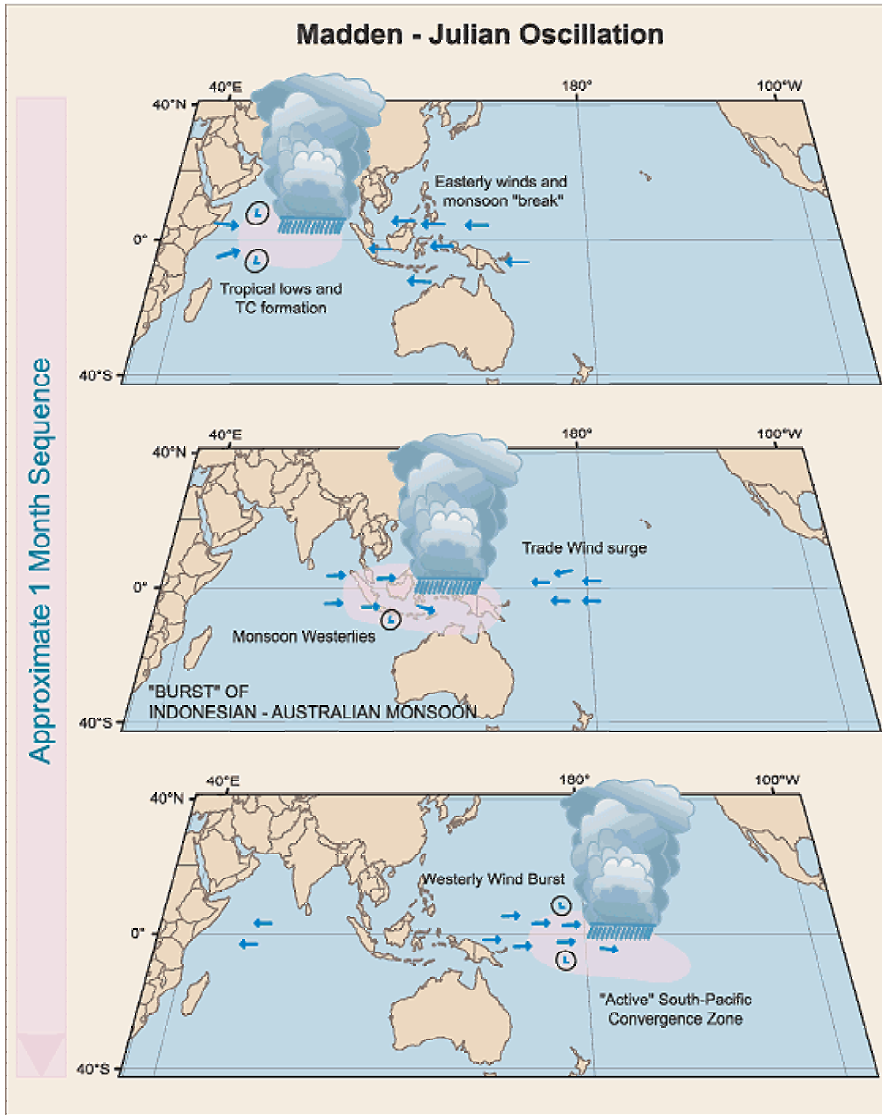 Madden - Julian Oscillation
Approximate 1 Month Sequence
40°E
180°
100°W
40°N
Easterly winds and
monsoon "break"
L
0°
L
Tropical lows and
TC formation
40°S
40°E
180°
100°W
40°N
Trade Wind surge
0°
L
Monsoon Westerlies
"BURST" OF
INDONESIAN - AUSTRALIAN MONSOON
40°S
40°E
180°
100°W
40°N
Westerly Wind Burst
L
0°
L
"Active" South-Pacific
Convergence Zone
40°S